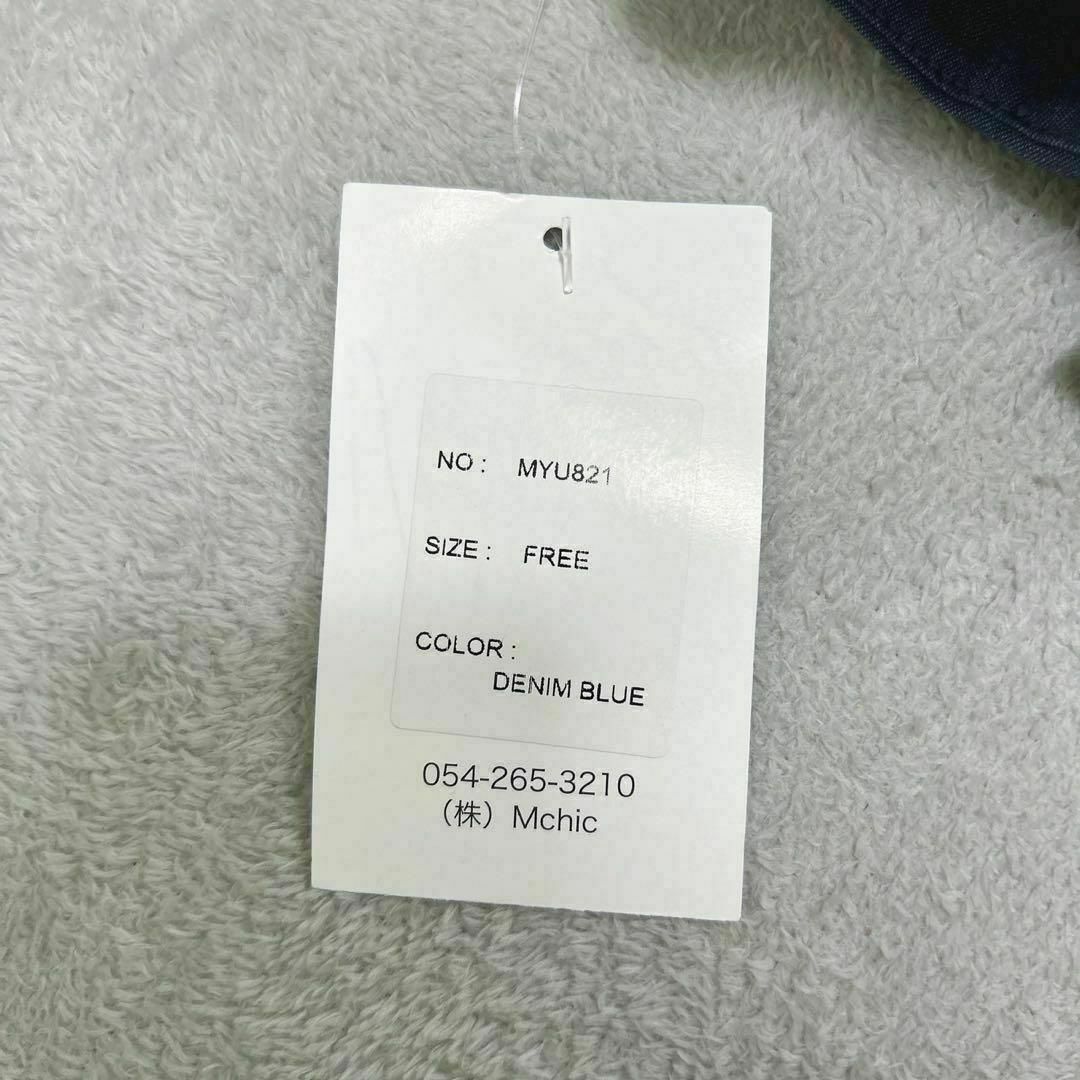 NO : MYU821
SIZE : FREE
COLOR :
DENIM BLUE
054-265-3210
（株）Mchic